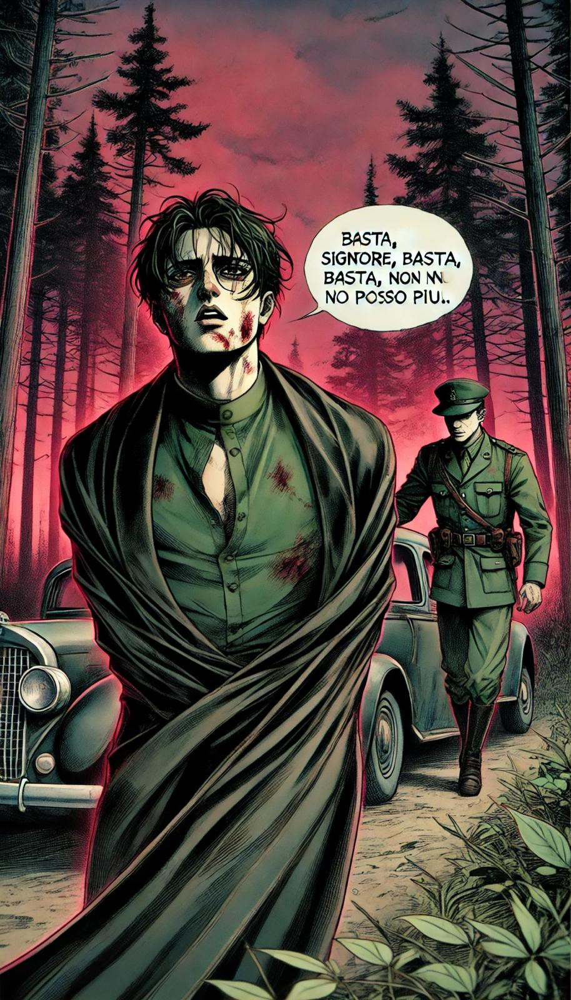 BASTA,
SIGNORE, BASTA,
BASTA, NON
NO POSSO PIU..